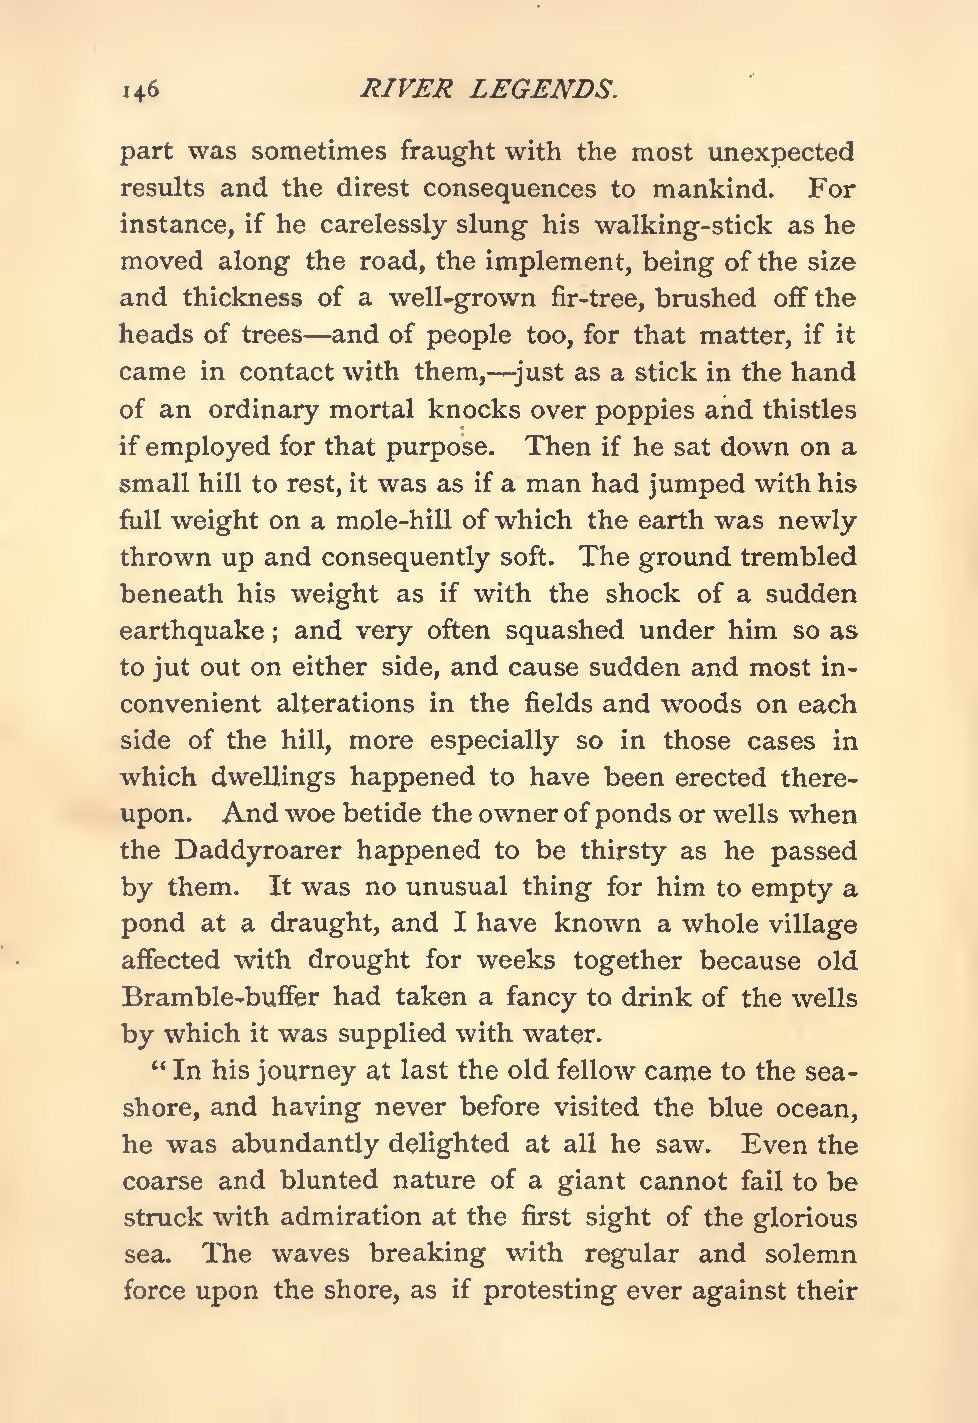 146 RIVER LEGENDS.
part was sometimes fraught with the most unexpected
results and the direst consequences to mankind. For
instance, if he carelessly slung his walking-stick as he
moved along the road, the implement, being of the size
and thickness of a well-grown fir-tree, brushed off the
heads of trees—and of people too, for that matter, if it
came in contact with them,—just as a stick in the hand
of an ordinary mortal knocks over poppies and thistles
if employed for that purpose. Then if he sat down on a
small hill to rest, it was as if a man had jumped with his
full weight on a mole-hill of which the earth was newly
thrown up and consequently soft. The ground trembled
beneath his weight as if with the shock of a sudden
earthquake; and very often squashed under him so as
to jut out on either side, and cause sudden and most in-
convenient alterations in the fields and woods on each
side of the hill, more especially so in those cases in
which dwellings happened to have been erected there-
upon. And woe betide the owner of ponds or wells when
the Daddyroarer happened to be thirsty as he passed
by them. It was no unusual thing for him to empty a
pond at a draught, and I have known a whole village
affected with drought for weeks together because old
Bramble-buffer had taken a fancy to drink of the wells
by which it was supplied with water.
"In his journey at last the old fellow came to the sea-
shore, and having never before visited the blue ocean,
he was abundantly delighted at all he saw. Even the
coarse and blunted nature of a giant cannot fail to be
struck with admiration at the first sight of the glorious
sea. The waves breaking with regular and solemn
force upon the shore, as if protesting ever against their